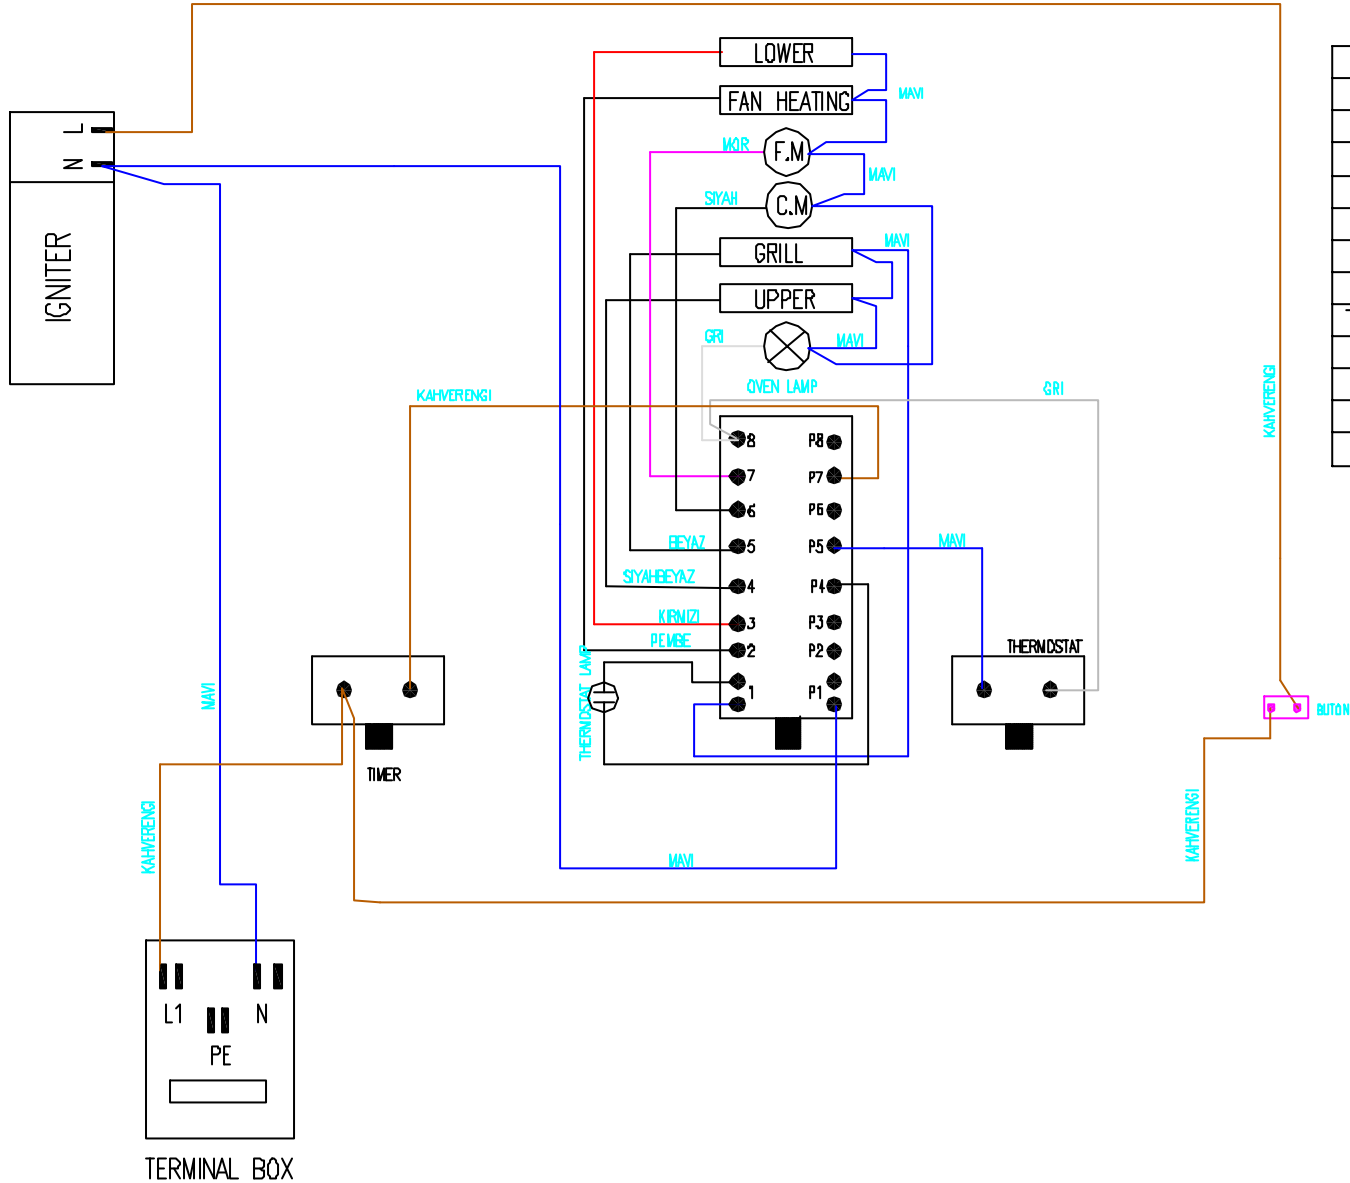 LOWER
FAN HEATING
MAVI
L
N
MOR
F.M
MAVI
SIYAH
C.M
IGNITER
GRILL
MAVI
UPPER
GRI
MAVI
OVEN LAMP
GRI
KAHVERENGI
KAHVERENGI
8 P8
7 P7
6 P6
BEYAZ 5 P5
MAVI
SIYAHBEYAZ 4 P4
KIRMIZI 3 P3
PEMBE 2 P2
THERMOSTAT
THERMOSTAT LAMP
1 P1
MAVI
BUTON
TIMER
KAHVERENGI
KAHVERENGI
MAVI
L1
N
PE
TERMINAL BOX